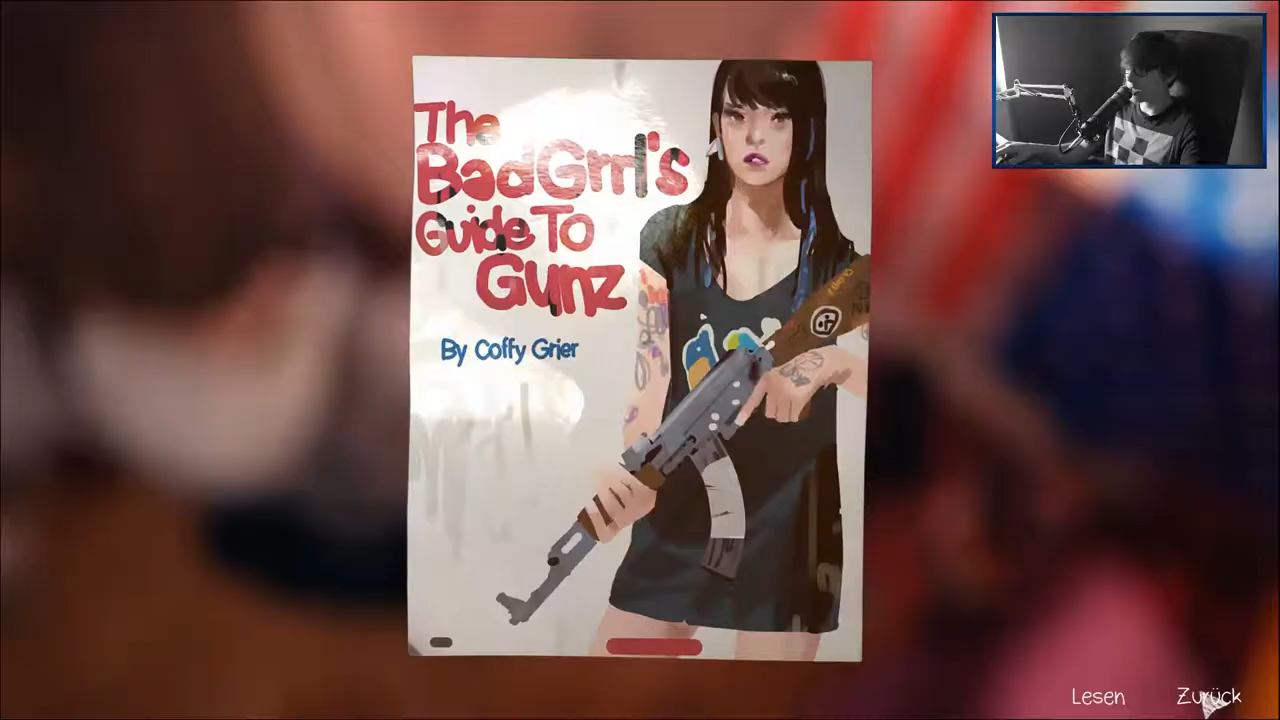 The
BadGrrl's
Guide To
Gunz
By Coffy Grier
Lesen Zurück